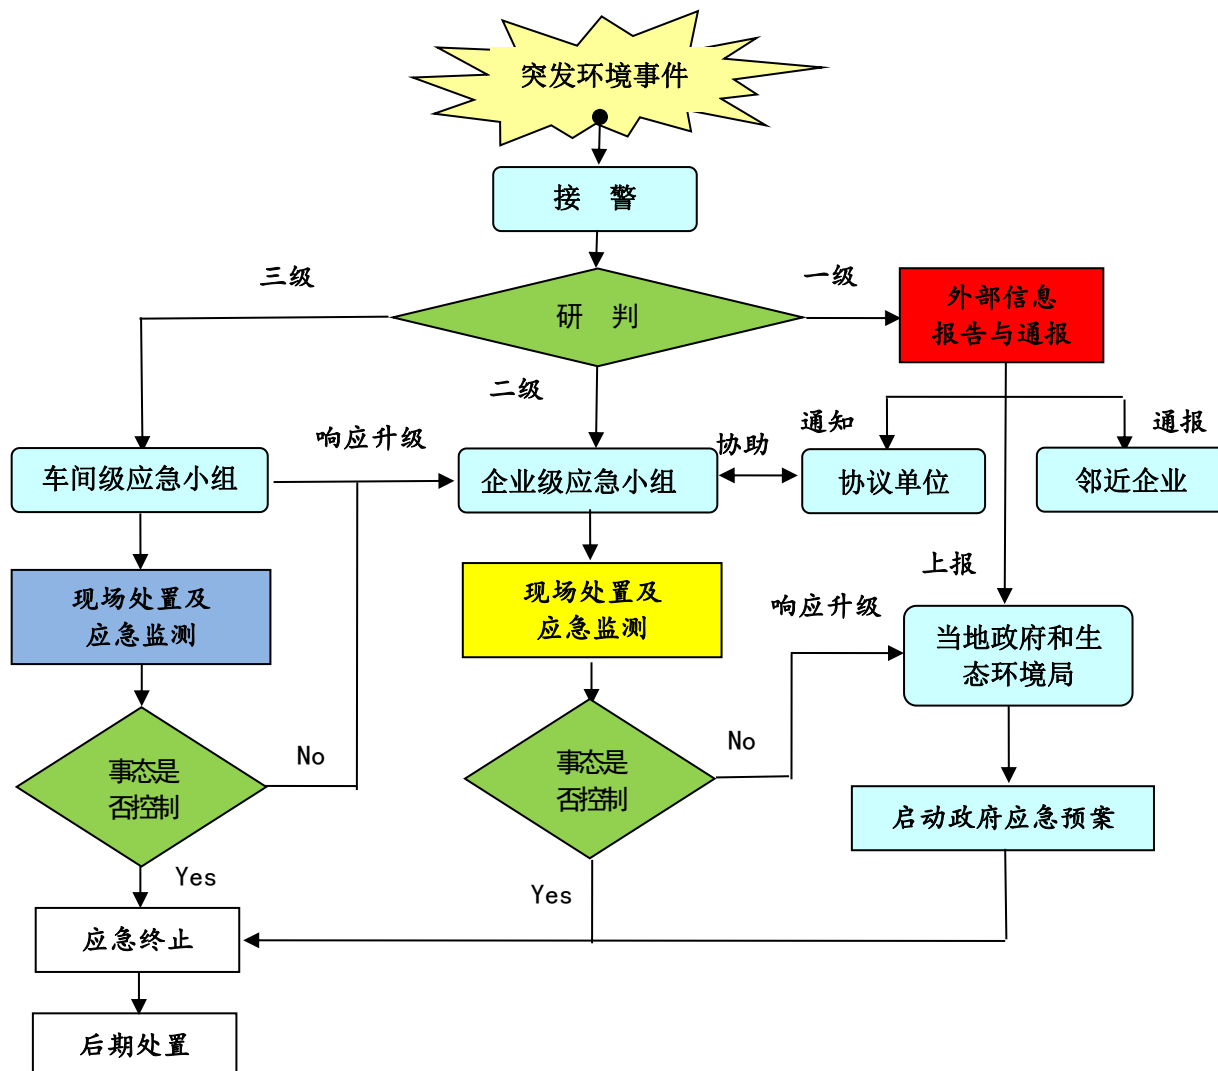 突发环境事件
接　警
三级
一级
研　判
外部信息
报告与通报
二级
响应升级
通知
通报
协助
车间级应急小组
企业级应急小组
协议单位
邻近企业
上报
现场处置及
应急监测
现场处置及
应急监测
响应升级
当地政府和生
态环境局
No
No
事态是
否控制
事态是
否控制
启动政府应急预案
Yes
Yes
应急终止
后期处置